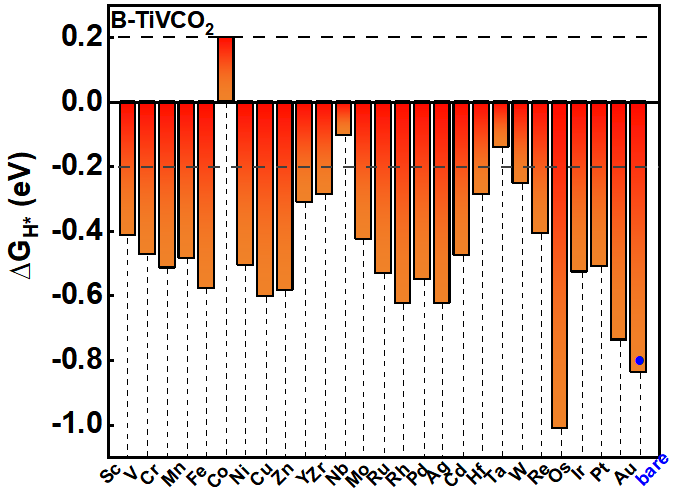 B-TiVCO₂
0.2
0.0
-0.2
-0.4
-0.6
-0.8
-1.0
ΔG_H* (eV)
Sc V Cr Mn Fe Co Ni Cu Zn Y Zr Nb Mo Ru Rh Pd Ag Cd Hf Ta W Re Os Ir Pt Au bare